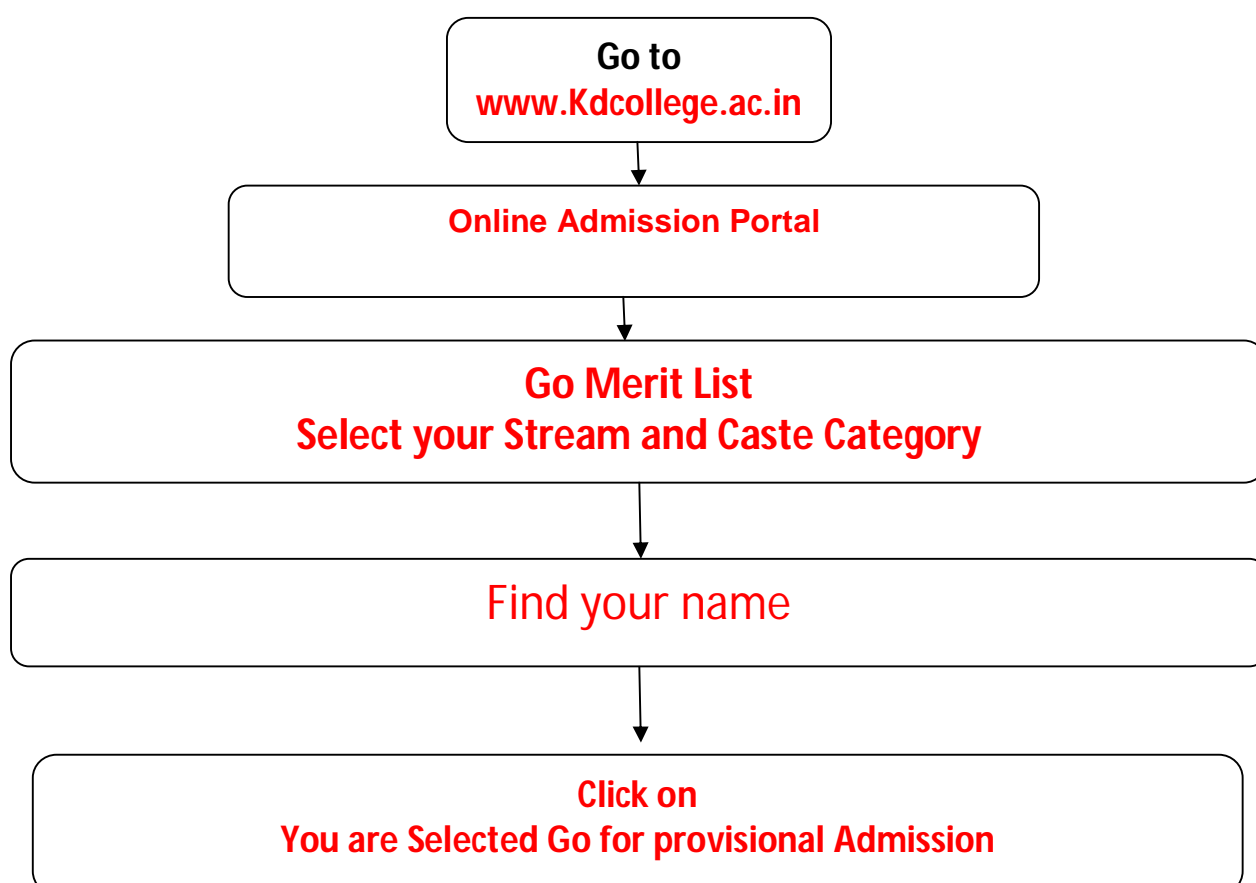 Go to
www.Kdcollege.ac.in
Online Admission Portal
Go Merit List
Select your Stream and Caste Category
Find your name
Click on
You are Selected Go for provisional Admission